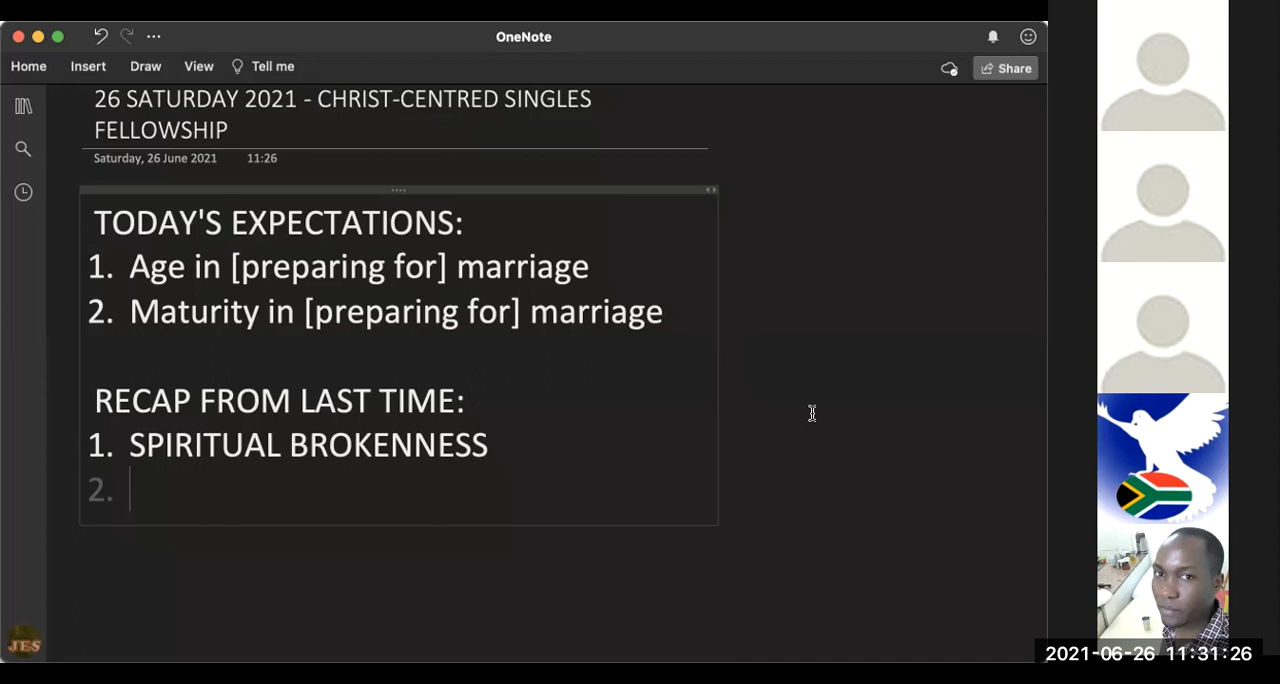 OneNote
Home Insert Draw View Tell me Share
26 SATURDAY 2021 - CHRIST-CENTRED SINGLES
FELLOWSHIP
Saturday, 26 June 2021 11:26
TODAY'S EXPECTATIONS:
1. Age in [preparing for] marriage
2. Maturity in [preparing for] marriage
RECAP FROM LAST TIME:
1. SPIRITUAL BROKENNESS
2.
JES
2021-06-26 11:31:26